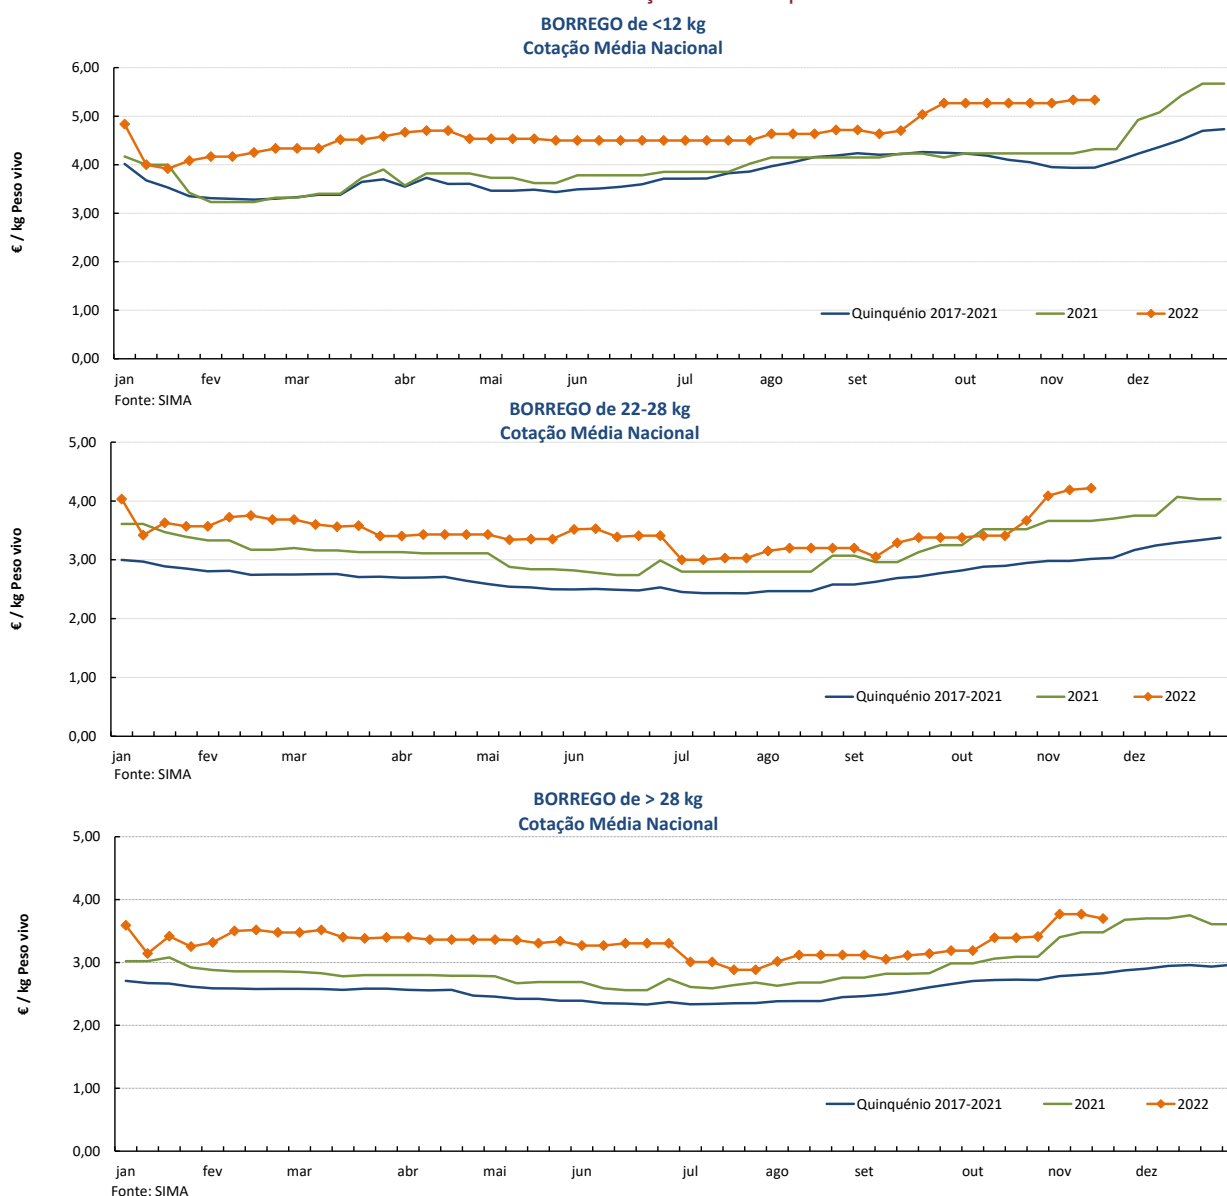 BORREGO de <12 kg
Cotação Média Nacional
6,00
5,00
4,00
3,00
2,00
1,00
0,00
€ / kg Peso vivo
Quinquénio 2017-2021 2021 2022
jan fev mar abr mai jun jul ago set out nov dez
Fonte: SIMA
BORREGO de 22-28 kg
Cotação Média Nacional
5,00
4,00
3,00
2,00
1,00
0,00
€ / kg Peso vivo
Quinquénio 2017-2021 2021 2022
jan fev mar abr mai jun jul ago set out nov dez
Fonte: SIMA
BORREGO de > 28 kg
Cotação Média Nacional
5,00
4,00
3,00
2,00
1,00
0,00
€ / kg Peso vivo
Quinquénio 2017-2021 2021 2022
jan fev mar abr mai jun jul ago set out nov dez
Fonte: SIMA